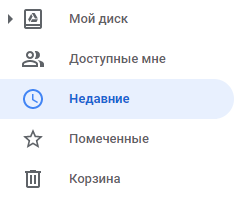 Мой диск
Доступные мне
Недавние
Помеченные
Корзина